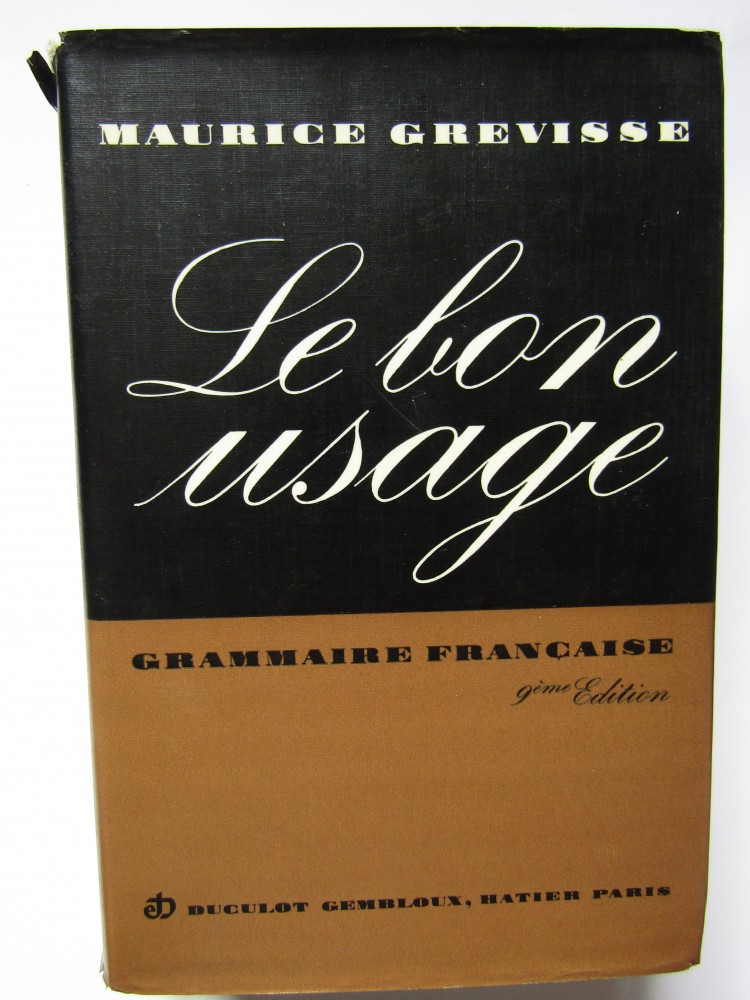 MAURICE GREVISSE
Le bon
usage
GRAMMAIRE FRANÇAISE
9ème Edition
DUCULOT GEMBLOUX, HATIER PARIS